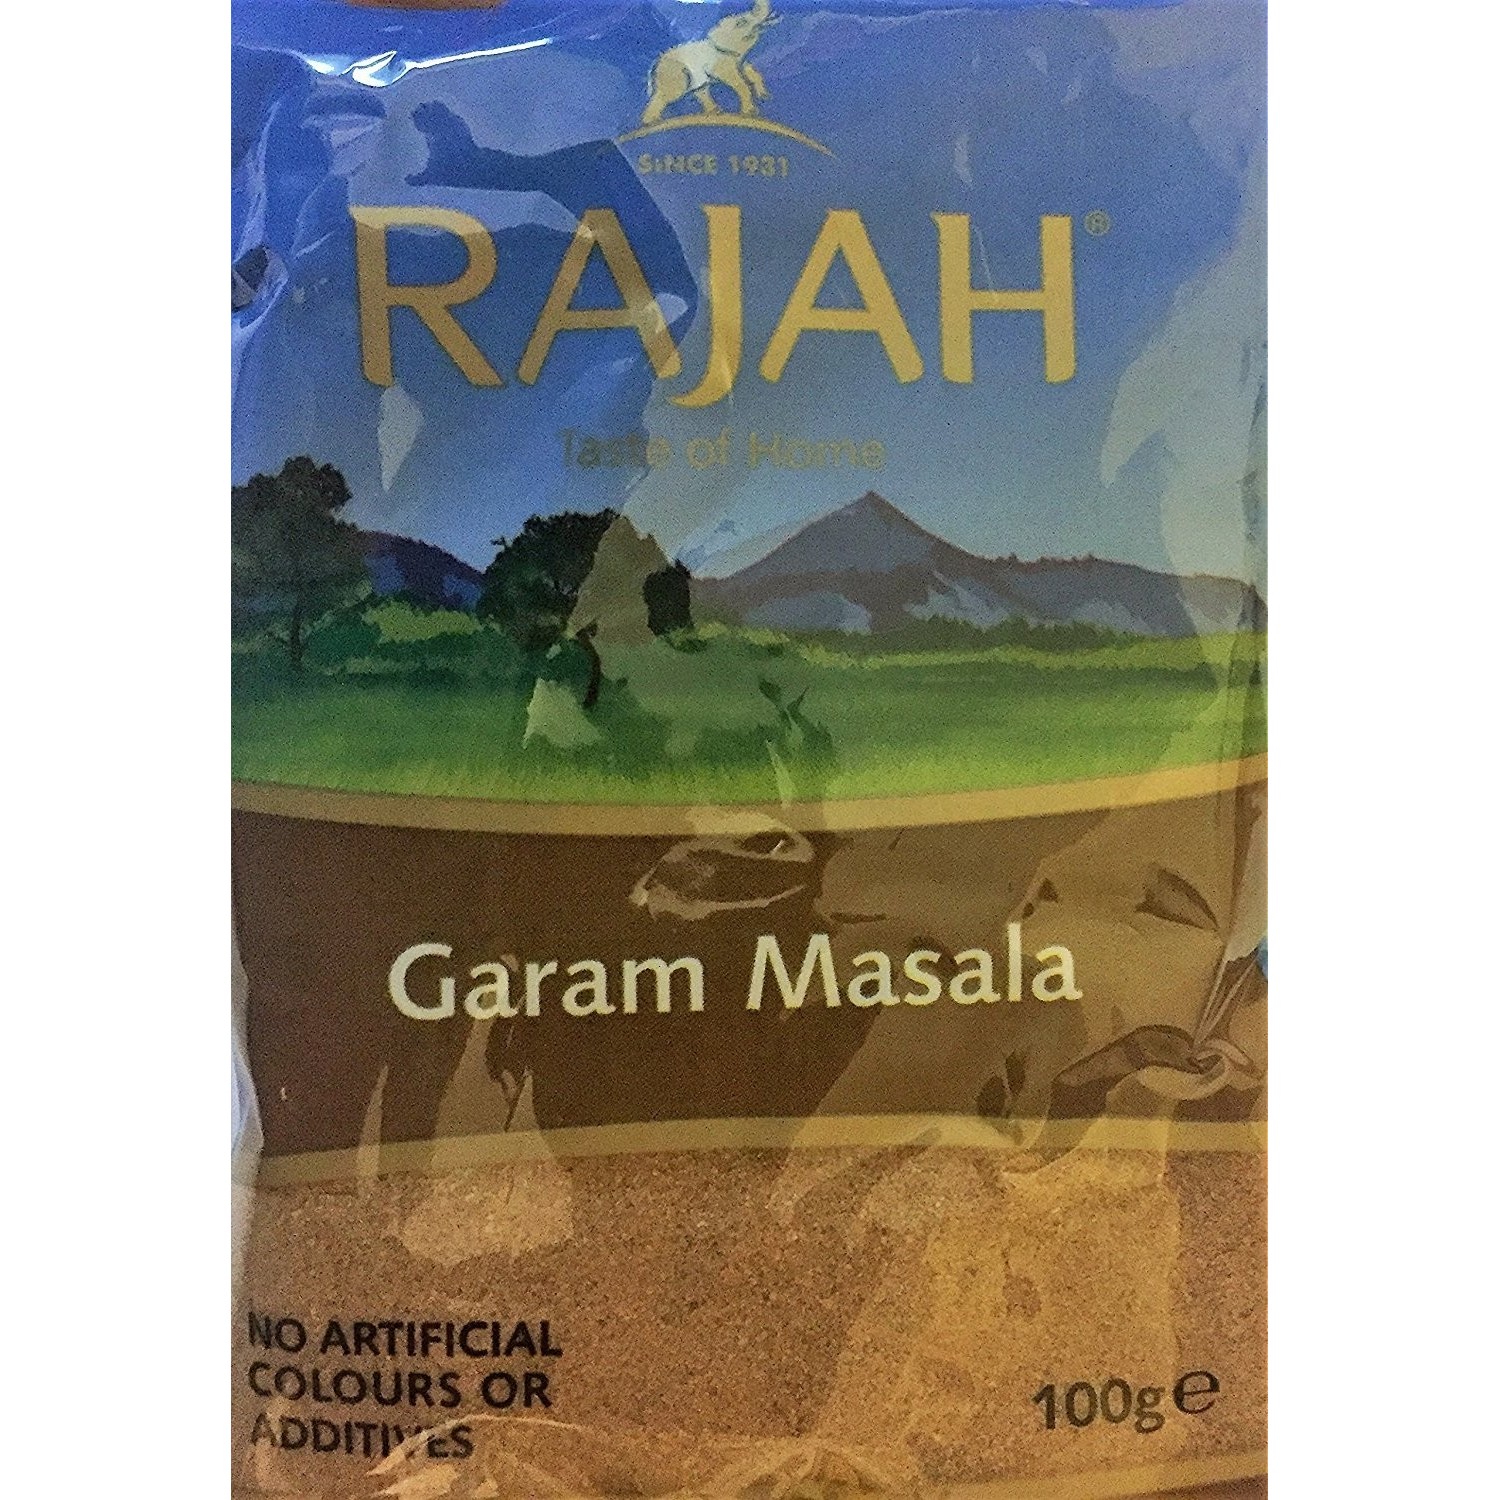 SINCE 1931
RAJAH®
Taste of Home
Garam Masala
NO ARTIFICIAL
COLOURS OR
ADDITIVES
100g℮